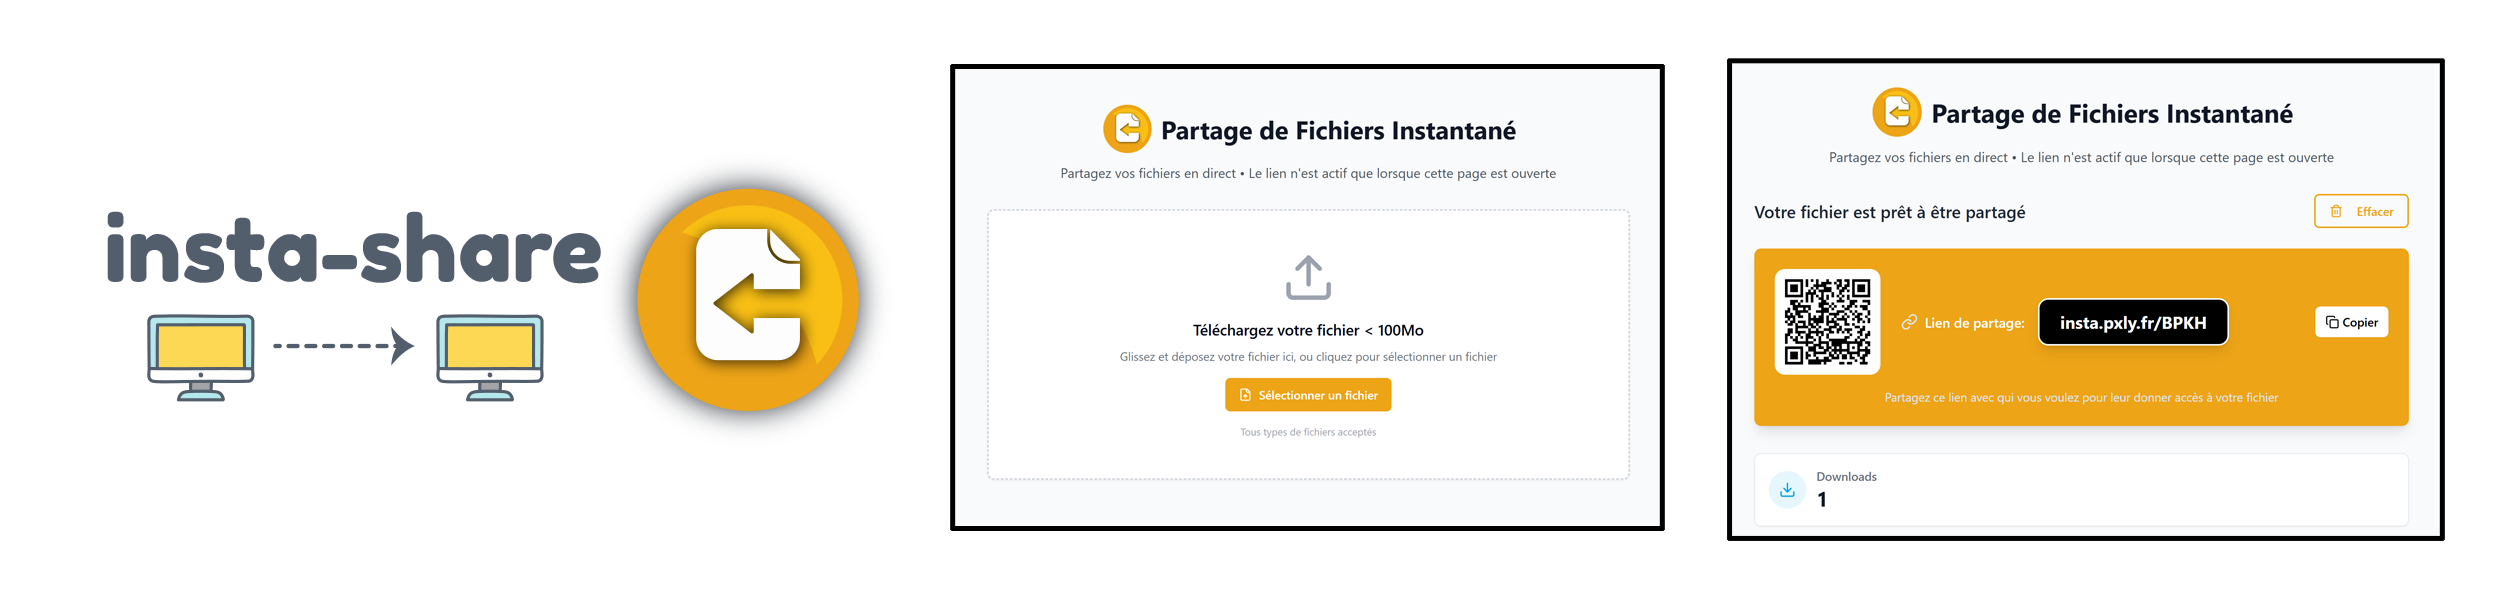 insta-share
Partage de Fichiers Instantané
Partagez vos fichiers en direct • Le lien n'est actif que lorsque cette page est ouverte
Téléchargez votre fichier < 100Mo
Glissez et déposez votre fichier ici, ou cliquez pour sélectionner un fichier
Sélectionner un fichier
Tous types de fichiers acceptés
Partage de Fichiers Instantané
Partagez vos fichiers en direct • Le lien n'est actif que lorsque cette page est ouverte
Votre fichier est prêt à être partagé
Effacer
Lien de partage:
insta.pxly.fr/BPKH
Copier
Partagez ce lien avec qui vous voulez pour leur donner accès à votre fichier
Downloads
1